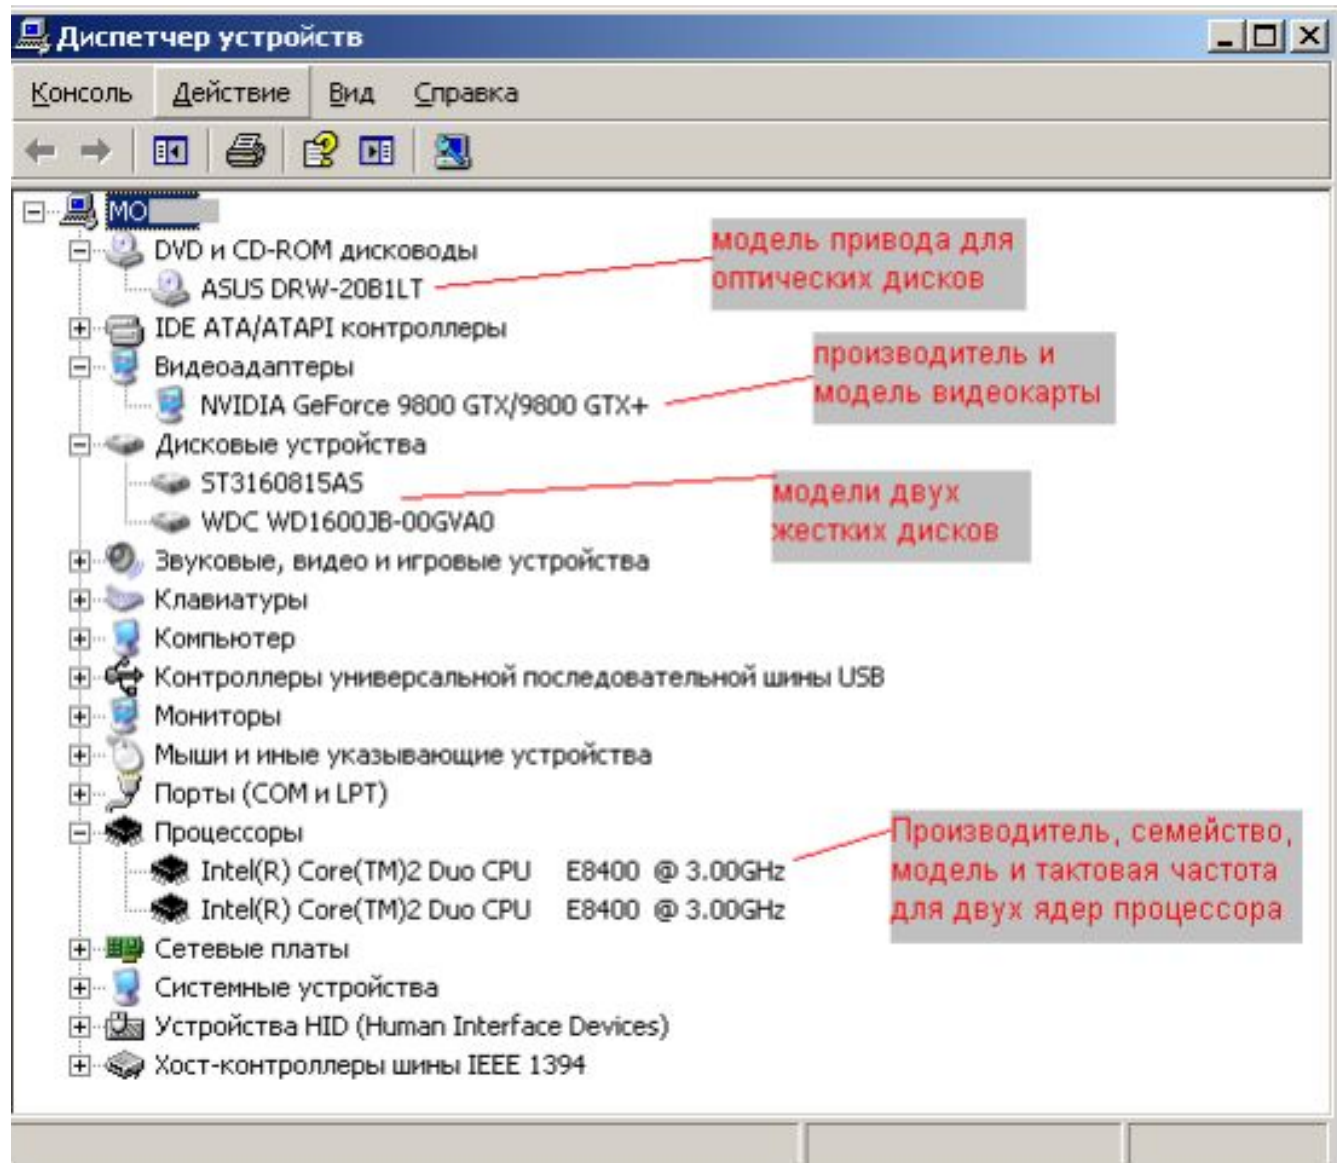 Диспетчер устройств
Консоль Действие Вид Справка
МО
DVD и CD-ROM дисководы
модель привода для
оптических дисков
ASUS DRW-20B1LT
IDE ATA/ATAPI контроллеры
Видеоадаптеры
производитель и
модель видеокарты
NVIDIA GeForce 9800 GTX/9800 GTX+
Дисковые устройства
ST3160815AS
модели двух
жестких дисков
WDC WD1600JB-00GVA0
Звуковые, видео и игровые устройства
Клавиатуры
Компьютер
Контроллеры универсальной последовательной шины USB
Мониторы
Мыши и иные указывающие устройства
Порты (COM и LPT)
Процессоры
Производитель, семейство,
модель и тактовая частота
для двух ядер процессора
Intel(R) Core(TM)2 Duo CPU E8400 @ 3.00GHz
Intel(R) Core(TM)2 Duo CPU E8400 @ 3.00GHz
Сетевые платы
Системные устройства
Устройства HID (Human Interface Devices)
Хост-контроллеры шины IEEE 1394